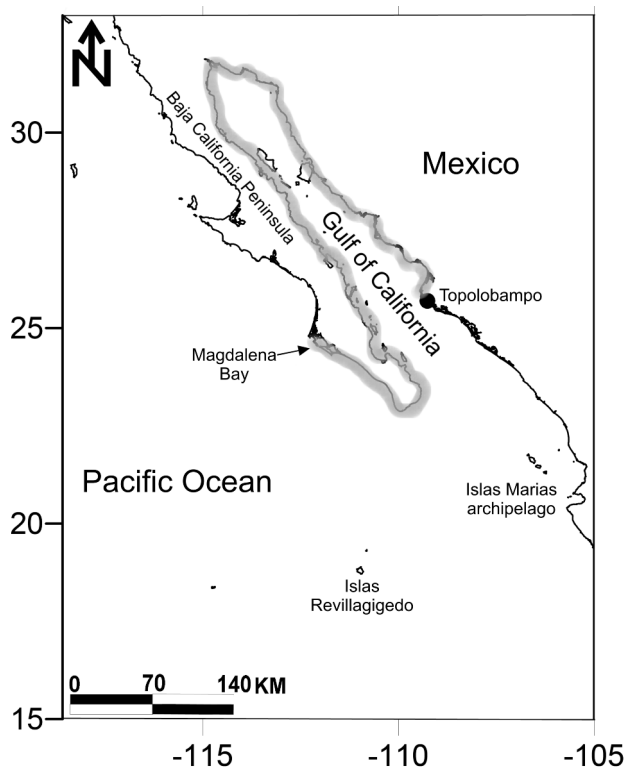 N
30
Mexico
Baja California Peninsula
Gulf of California
Topolobampo
25
Magdalena
Bay
Pacific Ocean
Islas Marias
archipelago
20
Islas
Revillagigedo
0 70 140 KM
15
-115 -110 -105